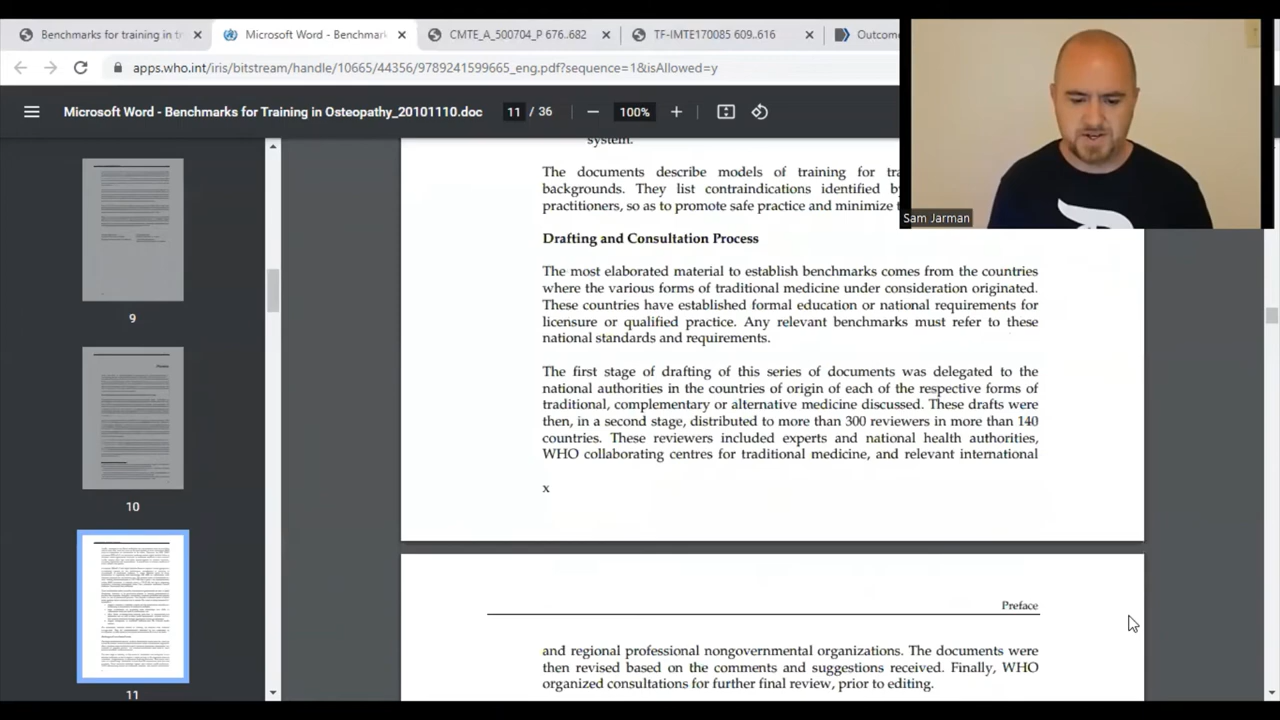 Benchmarks for training in tr
Microsoft Word - Benchmar
CMTE_A_500704_P 676..682
TF-IMTE170085 609..616
Outcome
apps.who.int/iris/bitstream/handle/10665/44356/9789241599665_eng.pdf?sequence=1&isAllowed=y
Microsoft Word - Benchmarks for Training in Osteopathy_20101110.doc
11 / 36
100%
Sam Jarman
9
10
11
system.
The documents describe models of training for
backgrounds. They list contraindications identified
practitioners, so as to promote safe practice and minimize
Drafting and Consultation Process
The most elaborated material to establish benchmarks comes from the countries
where the various forms of traditional medicine under consideration originated.
These countries have established formal education or national requirements for
licensure or qualified practice. Any relevant benchmarks must refer to these
national standards and requirements.
The first stage of drafting of this series of documents was delegated to the
national authorities in the countries of origin of each of the respective forms of
traditional, complementary or alternative medicine discussed. These drafts were
then, in a second stage, distributed to more than 300 reviewers in more than 140
countries. These reviewers included experts and national health authorities,
WHO collaborating centres for traditional medicine, and relevant international
x
Preface
and regional professional nongovernmental organizations. The documents were
then revised based on the comments and suggestions received. Finally, WHO
organized consultations for further final review, prior to editing.